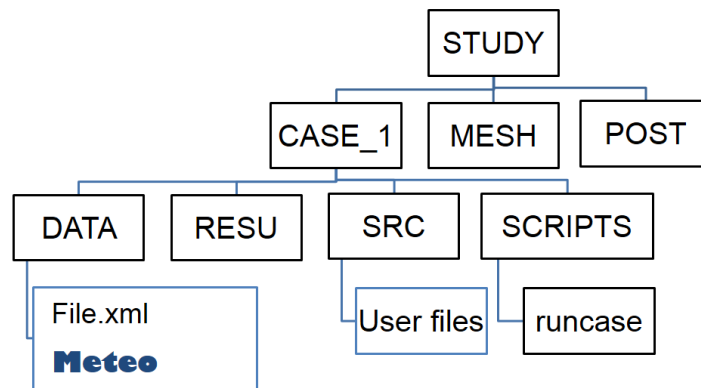 STUDY
CASE_1
MESH
POST
DATA
RESU
SRC
SCRIPTS
File.xml
Meteo
User files
runcase